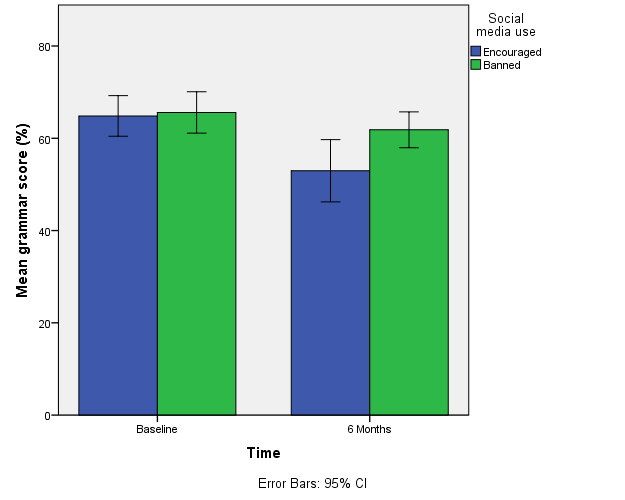 Social
media use
Encouraged
Banned
Mean grammar score (%)
80
60
40
20
0
Baseline
6 Months
Time
Error Bars: 95% CI